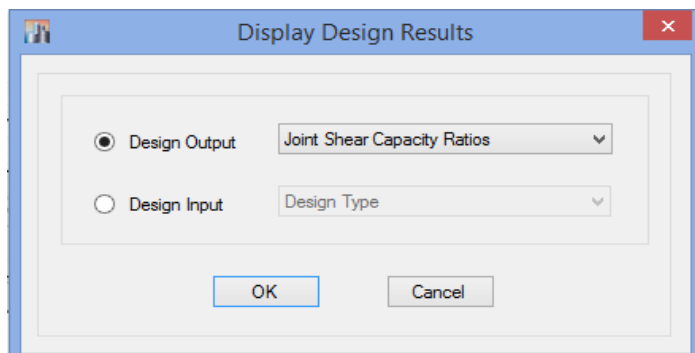 Display Design Results
Design Output Joint Shear Capacity Ratios
Design Input Design Type
OK Cancel